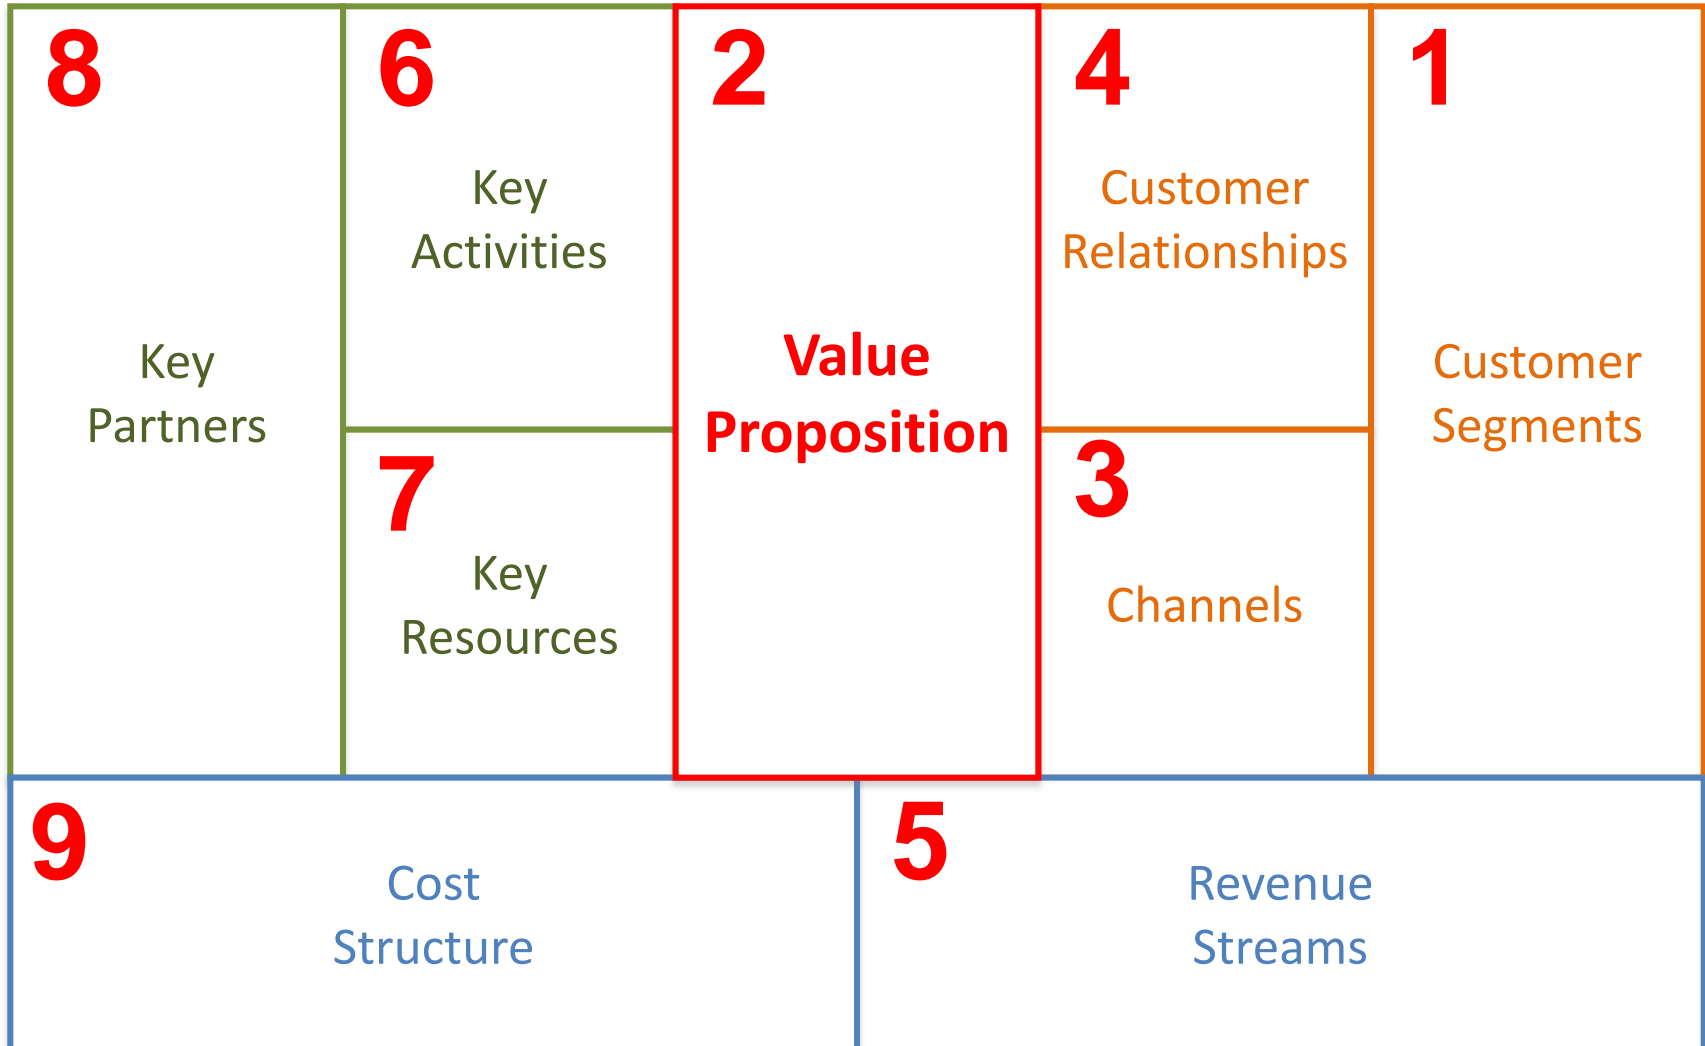 8
Key
Partners
6
Key
Activities
7
Key
Resources
2
Value
Proposition
4
Customer
Relationships
3
Channels
1
Customer
Segments
9
Cost
Structure
5
Revenue
Streams